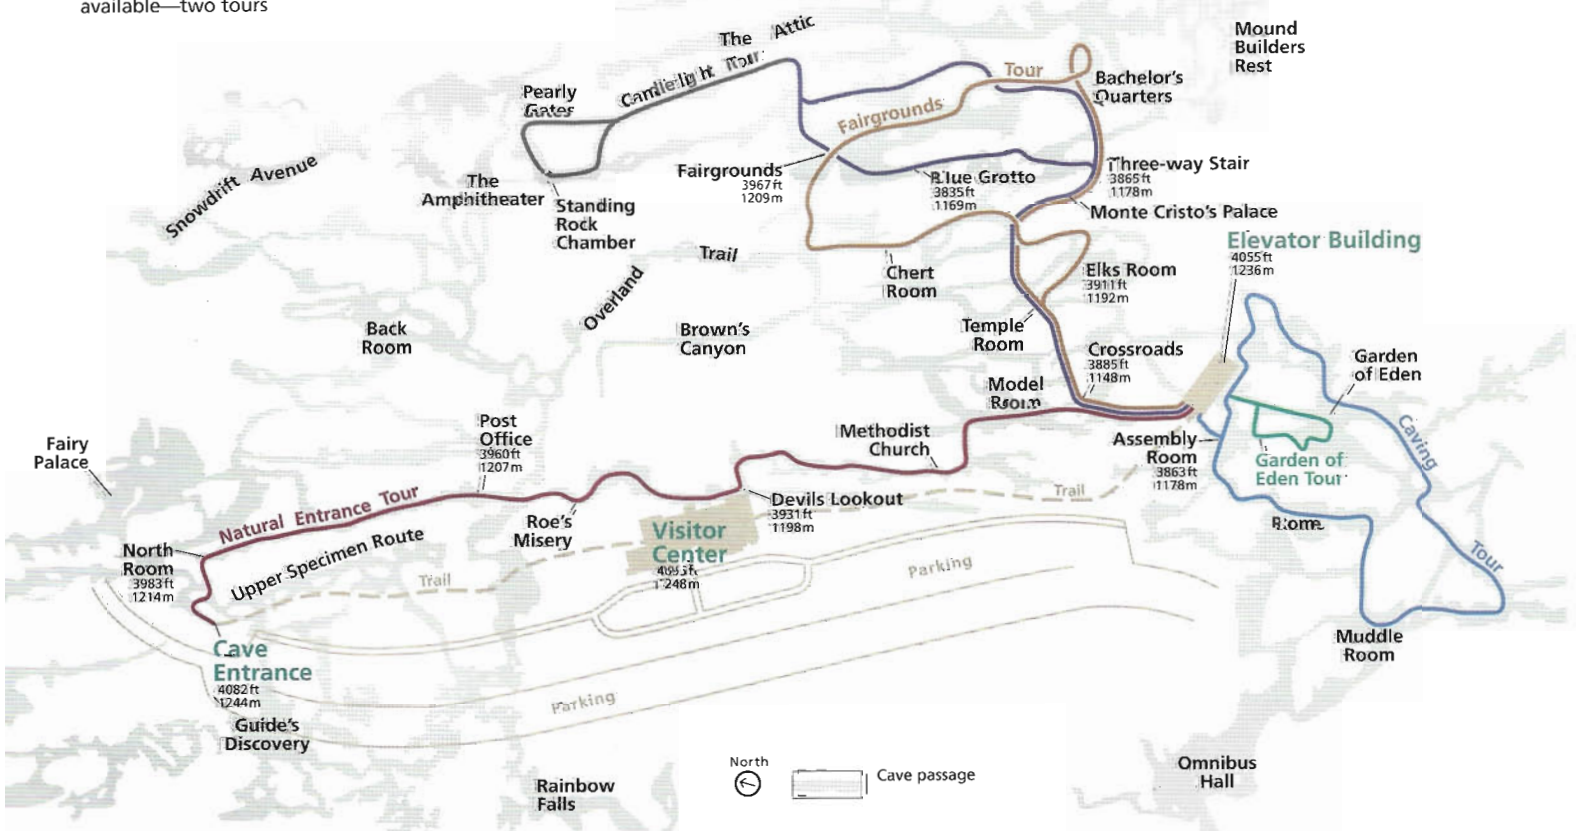 available—two tours
The Attic
Mound
Builders
Rest
Candlelight Tour
Tour
Bachelor's
Quarters
Pearly
Gates
Fairgrounds
Snowdrift Avenue
Fairgrounds
3967ft
1209m
Three-way Stair
3865ft
1178m
Blue Grotto
3835ft
1169m
The
Amphitheater
Standing
Rock
Chamber
Monte Cristo's Palace
Elevator Building
4055ft
1236m
Trail
Overland
Chert
Room
Elks Room
3911ft
1192m
Back
Room
Brown's
Canyon
Temple
Room
Crossroads
3885ft
1148m
Garden
of Eden
Model
Room
Post
Office
3960ft
1207m
Methodist
Church
Assembly
Room
3863ft
1178m
Caving
Tour
Garden of
Eden Tour
Fairy
Palace
Natural Entrance Tour
Devils Lookout
3931ft
1198m
Trail
Roe's
Misery
Visitor
Center
1248m
Rome
North
Room
3983ft
1214m
Upper Specimen Route
Trail
Parking
Muddle
Room
Cave
Entrance
4082ft
1244m
Parking
Guide's
Discovery
Rainbow
Falls
North
Cave passage
Omnibus
Hall